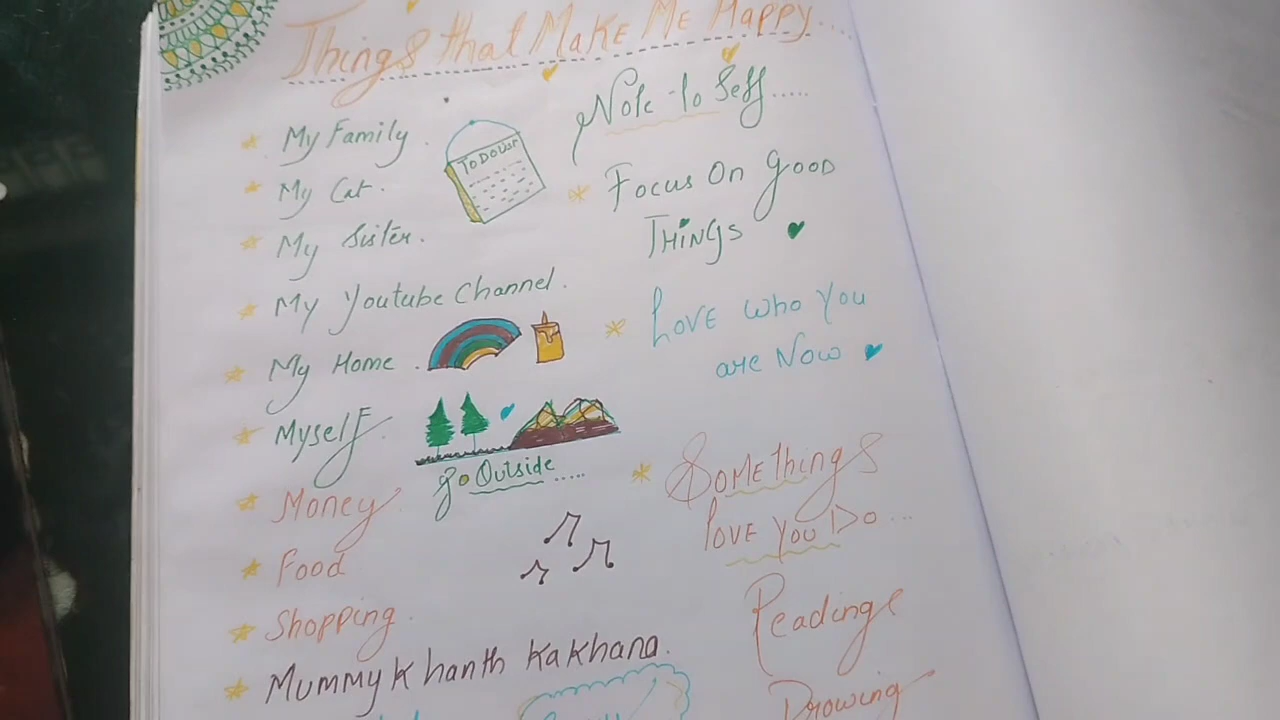 Things that Make Me Happy...
My Family.
My Cat.
My Sister.
My Youtube Channel.
My Home.
Myself
Money
Food
Shopping.
Mummy k hanth ka khana.
To Do List
Go Outside.....
Note to Self.....
Focus On Good
Things
Love who You
are Now
Somethings
Love You Do...
Reading
Drowing